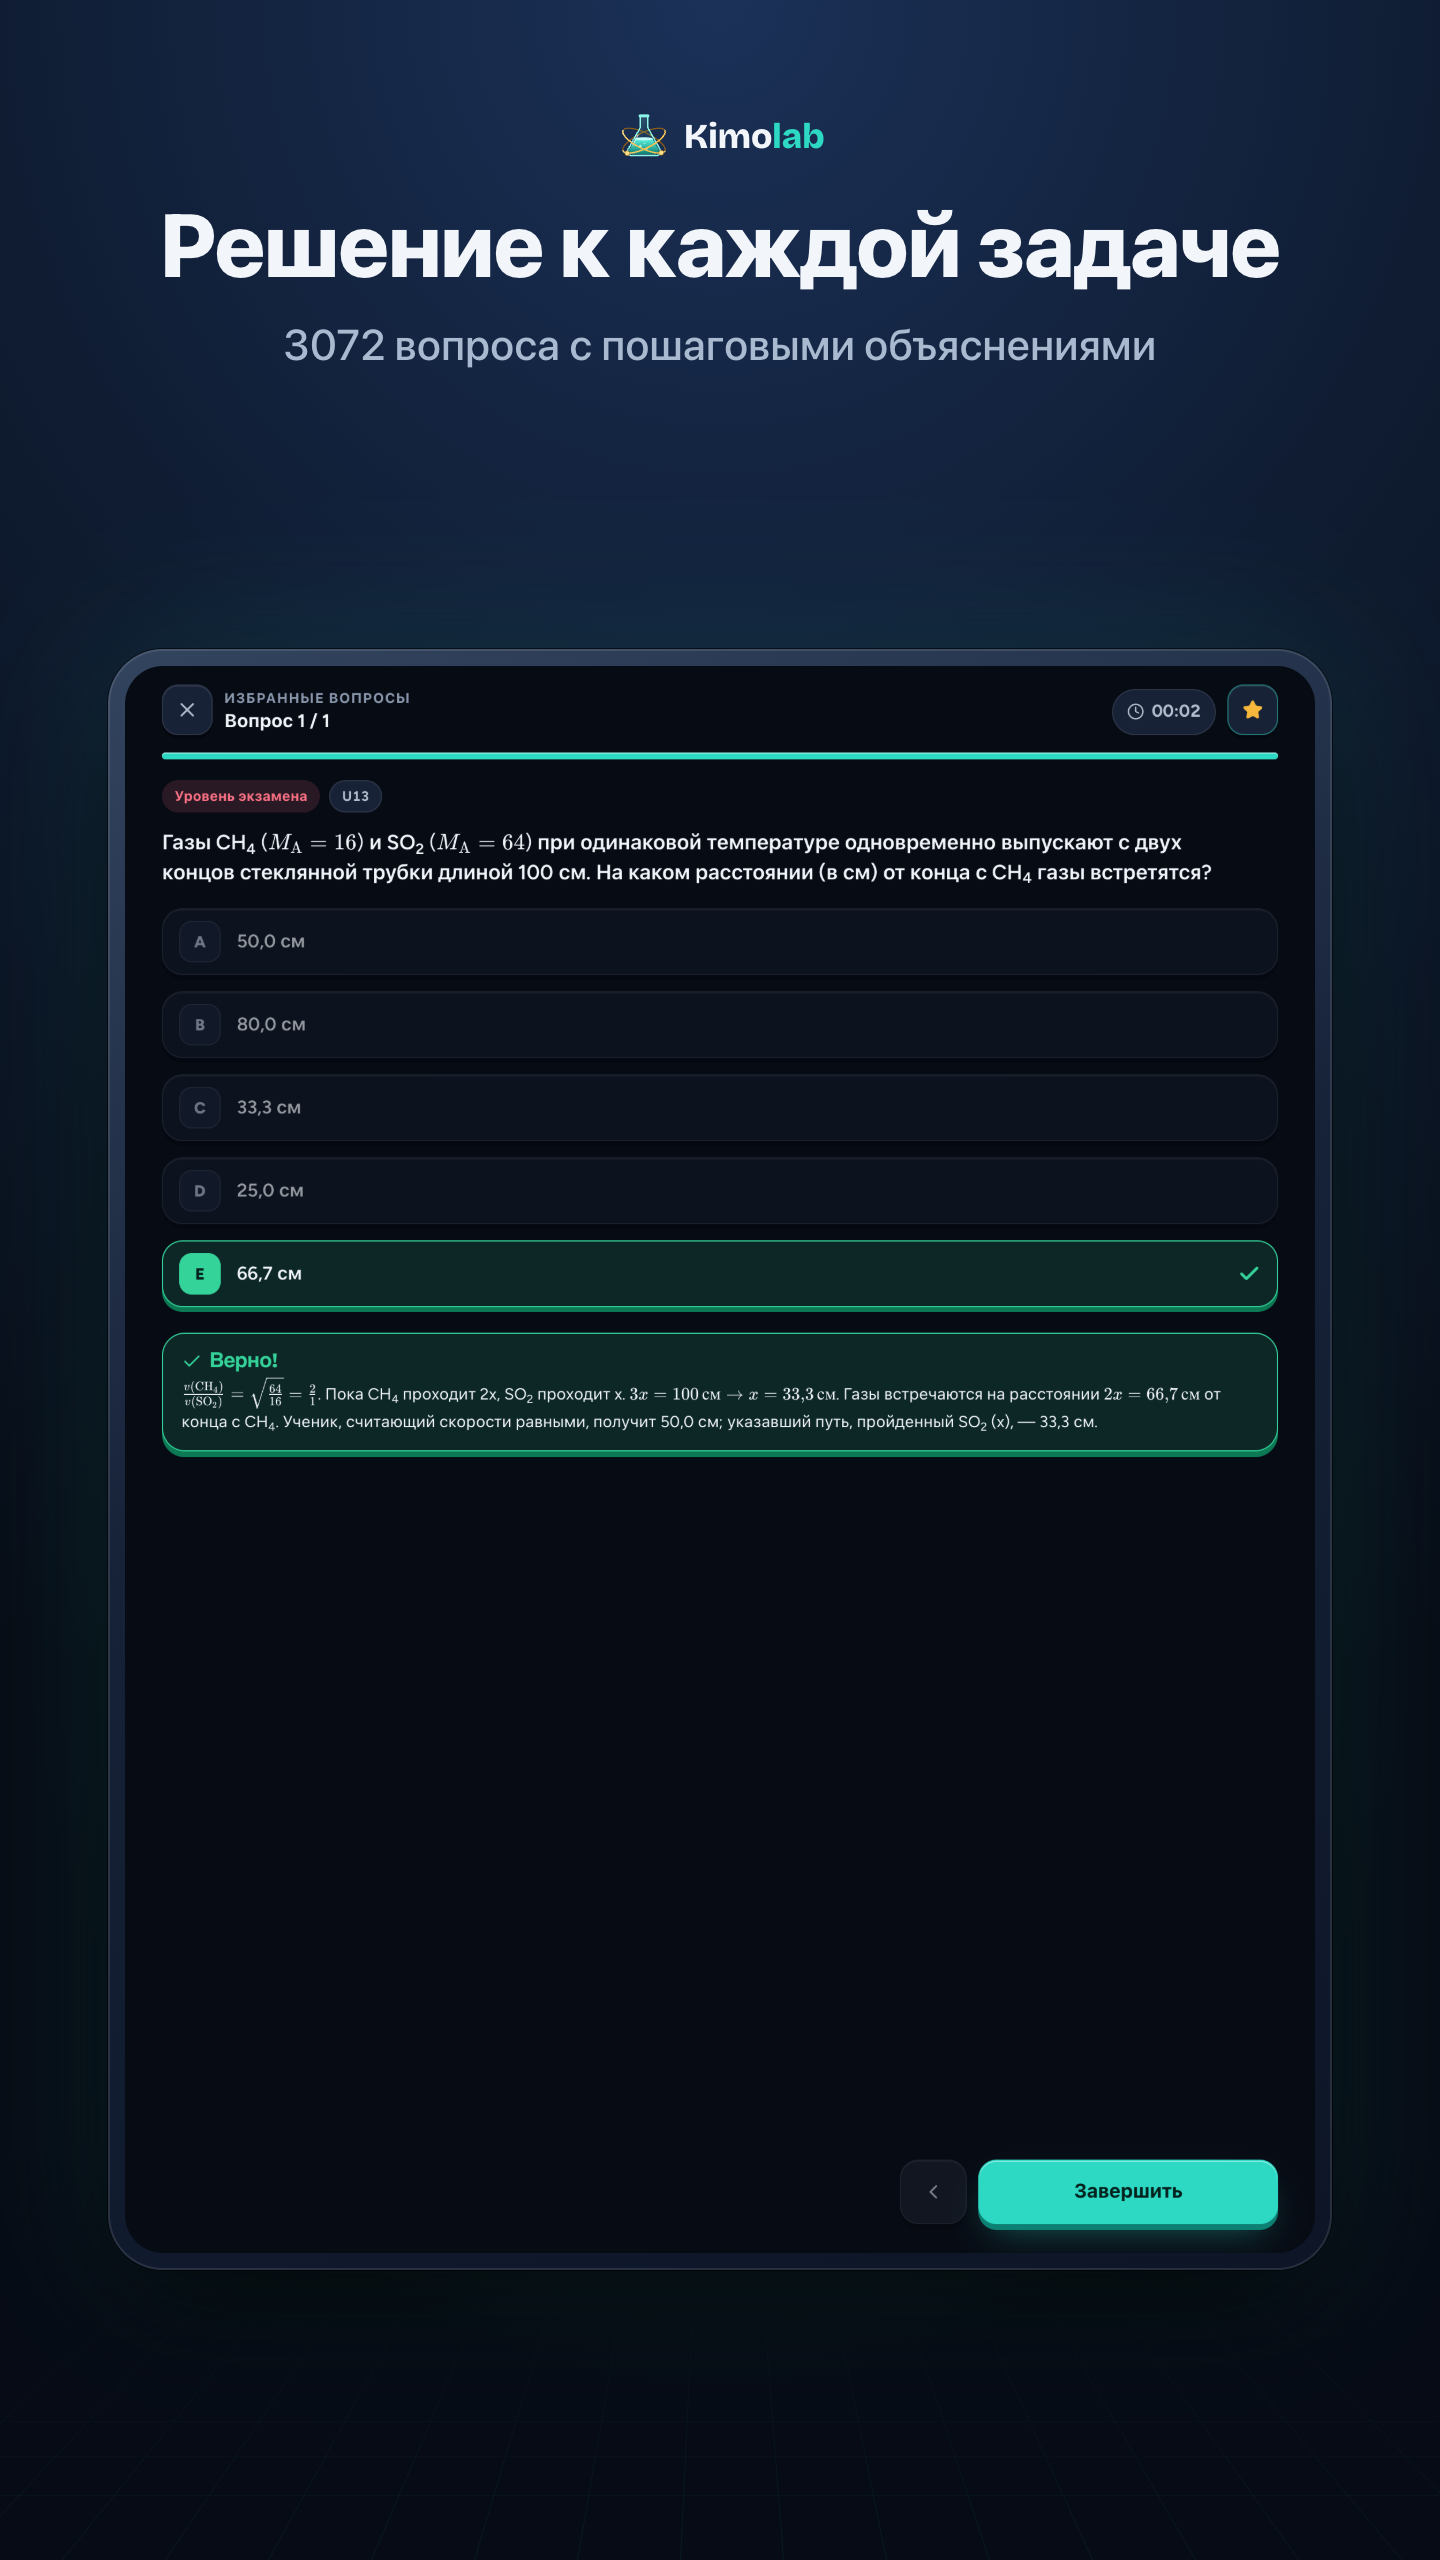 Kimolab
Решение к каждой задаче
3072 вопроса с пошаговыми объяснениями
ИЗБРАННЫЕ ВОПРОСЫ
Вопрос 1 / 1
00:02
Уровень экзамена
U13
Газы CH₄ (M_A = 16) и SO₂ (M_A = 64) при одинаковой температуре одновременно выпускают с двух
концов стеклянной трубки длиной 100 см. На каком расстоянии (в см) от конца с CH₄ газы встретятся?
A 50,0 см
B 80,0 см
C 33,3 см
D 25,0 см
E 66,7 см
Верно!
v(CH₄)/v(SO₂) = √(64/16) = 2/1. Пока CH₄ проходит 2x, SO₂ проходит x. 3x = 100 см → x = 33,3 см. Газы встречаются на расстоянии 2x = 66,7 см от
конца с CH₄. Ученик, считающий скорости равными, получит 50,0 см; указавший путь, пройденный SO₂ (x), — 33,3 см.
Завершить